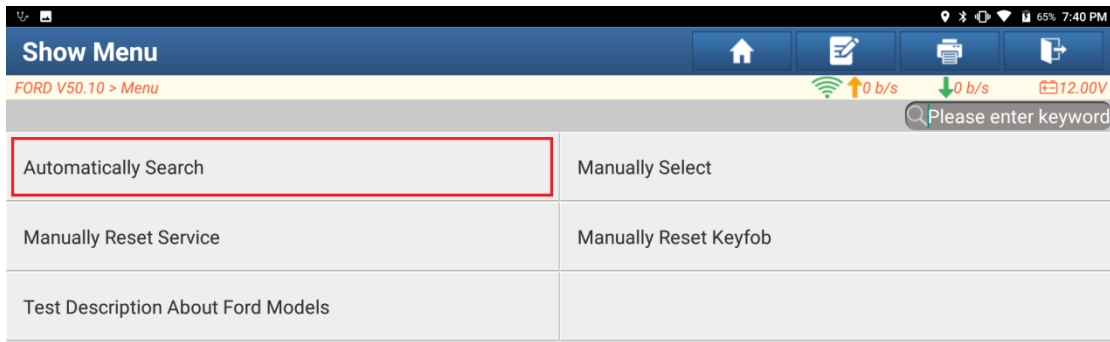 65% 7:40 PM
Show Menu
FORD V50.10 > Menu
0 b/s 0 b/s 12.00V
Please enter keyword
Automatically Search Manually Select
Manually Reset Service Manually Reset Keyfob
Test Description About Ford Models